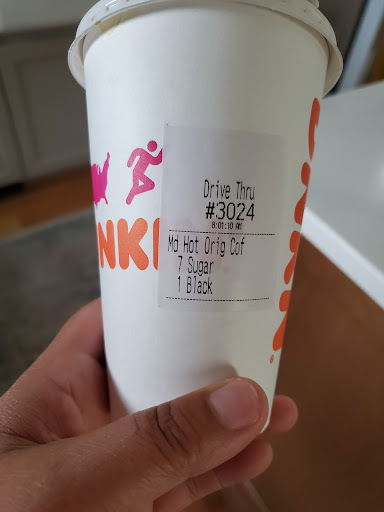 Drive Thru
#3024
8:01:10 AM
Md Hot Orig Cof
7 Sugar
1 Black
NKI